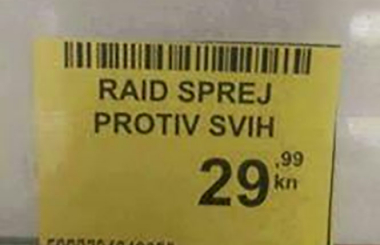 RAID SPREJ
PROTIV SVIH
29,99
kn